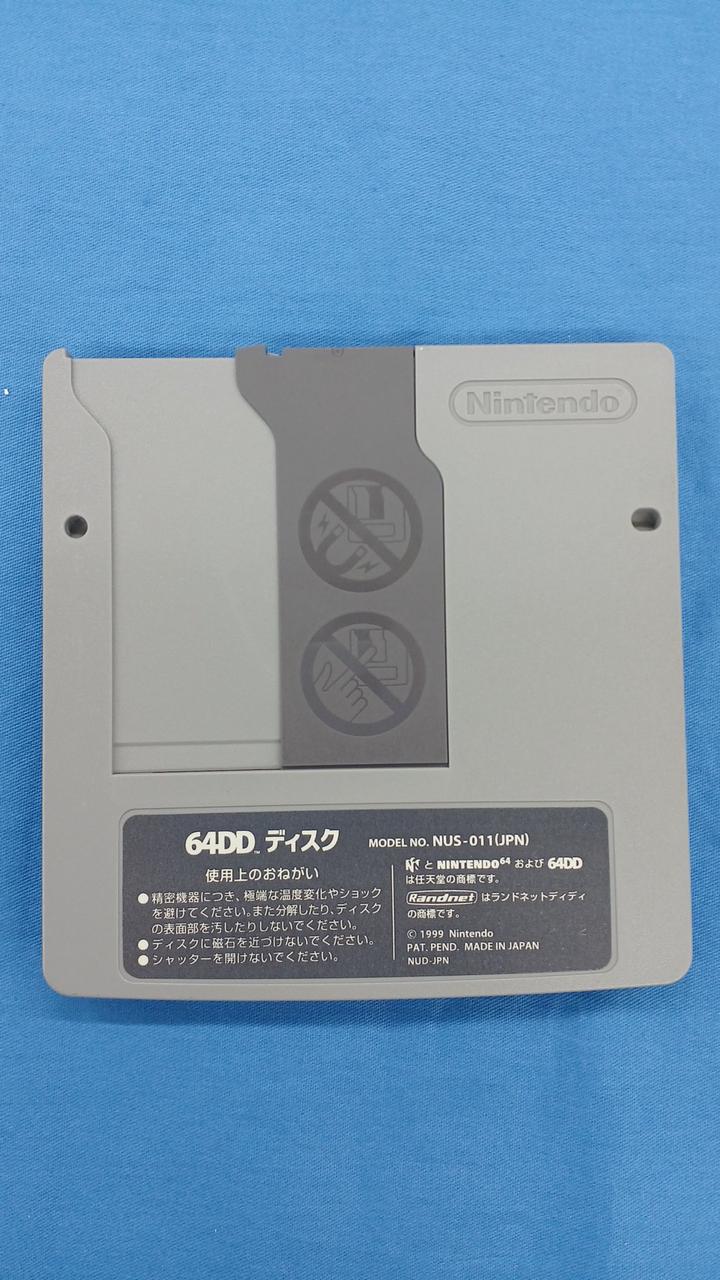 Nintendo
64DD™ ディスク MODEL NO. NUS-011(JPN)
使用上のおねがい
●精密機器につき、極端な温度変化やショック
を避けてください。また分解したり、ディスク
の表面部を汚したりしないでください。
●ディスクに磁石を近づけないでください。
●シャッターを開けないでください。
と NINTENDO64 および 64DD
は任天堂の商標です。
Randnet はランドネットディディ
の商標です。
© 1999 Nintendo
PAT. PEND. MADE IN JAPAN
NUD-JPN